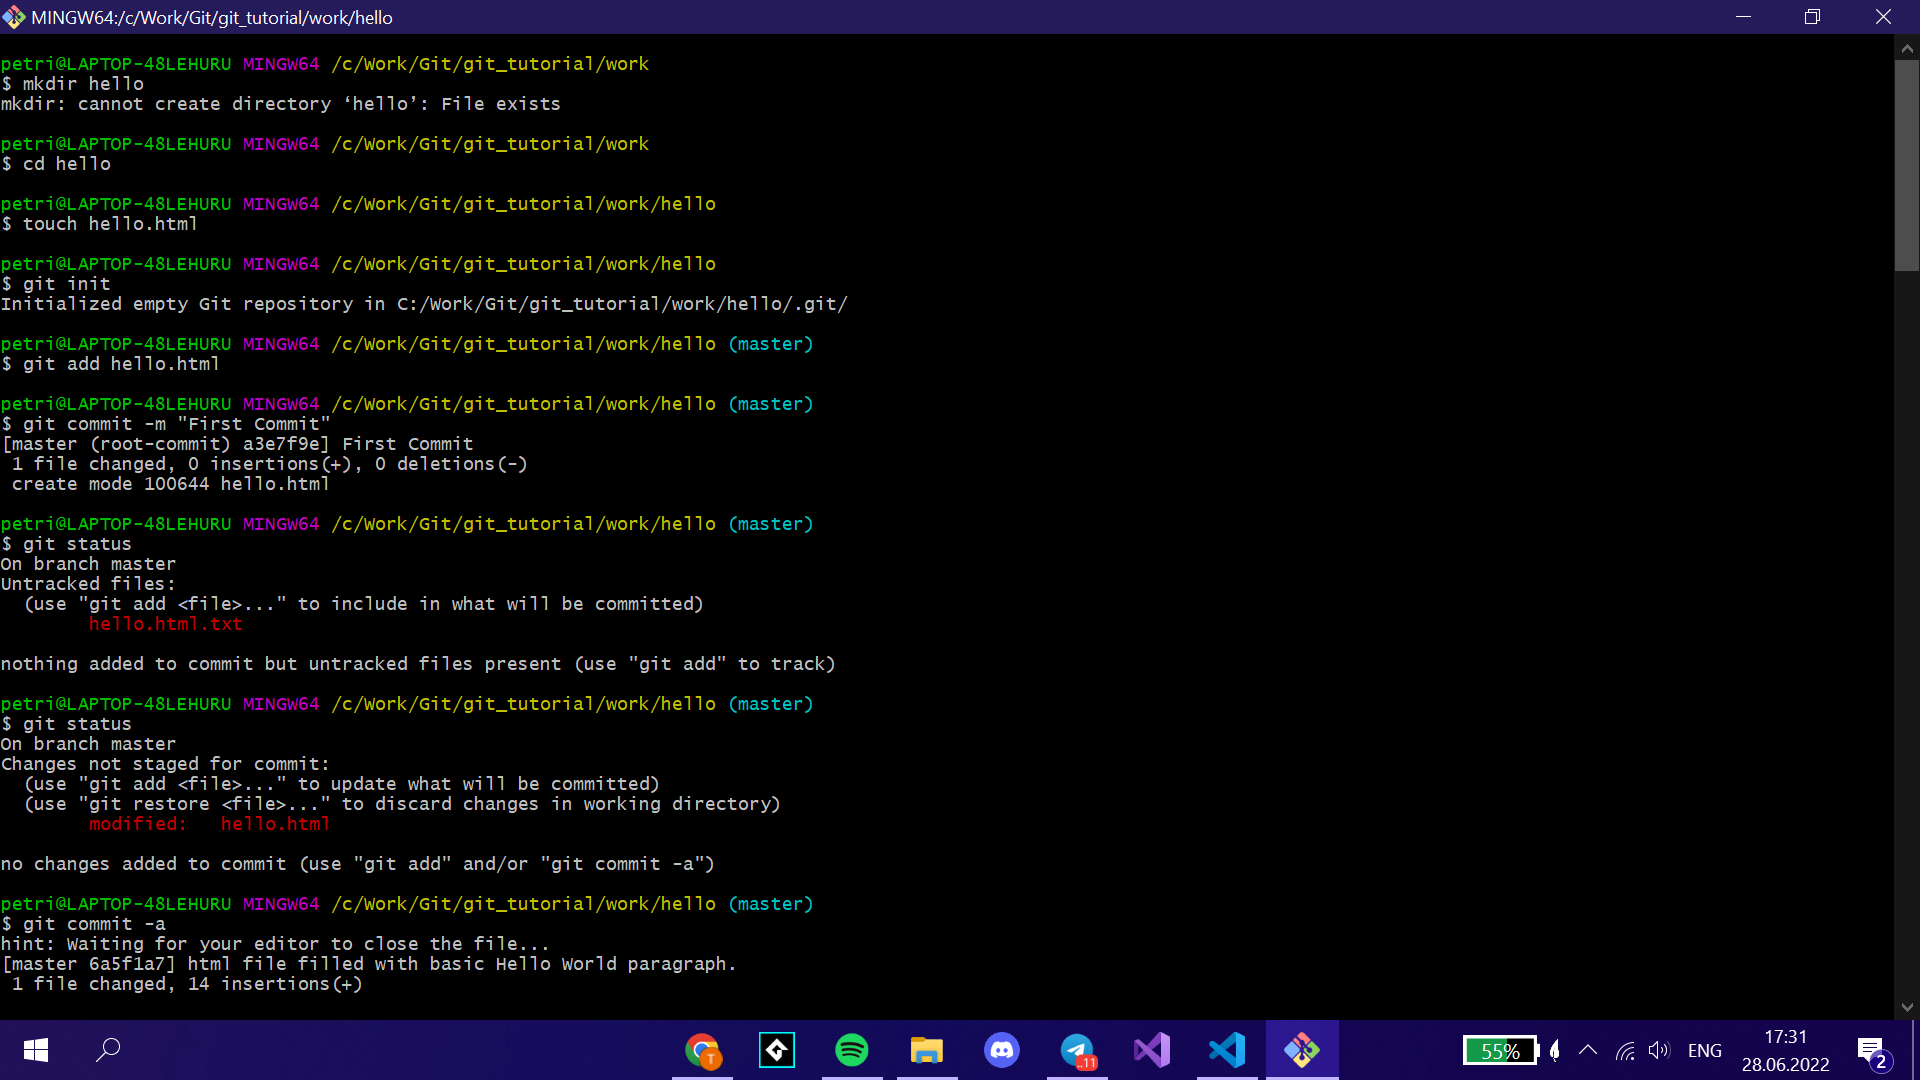 MINGW64:/c/Work/Git/git_tutorial/work/hello
petri@LAPTOP-48LEHURU MINGW64 /c/Work/Git/git_tutorial/work
$ mkdir hello
mkdir: cannot create directory ‘hello’: File exists
petri@LAPTOP-48LEHURU MINGW64 /c/Work/Git/git_tutorial/work
$ cd hello
petri@LAPTOP-48LEHURU MINGW64 /c/Work/Git/git_tutorial/work/hello
$ touch hello.html
petri@LAPTOP-48LEHURU MINGW64 /c/Work/Git/git_tutorial/work/hello
$ git init
Initialized empty Git repository in C:/Work/Git/git_tutorial/work/hello/.git/
petri@LAPTOP-48LEHURU MINGW64 /c/Work/Git/git_tutorial/work/hello (master)
$ git add hello.html
petri@LAPTOP-48LEHURU MINGW64 /c/Work/Git/git_tutorial/work/hello (master)
$ git commit -m "First Commit"
[master (root-commit) a3e7f9e] First Commit
 1 file changed, 0 insertions(+), 0 deletions(-)
 create mode 100644 hello.html
petri@LAPTOP-48LEHURU MINGW64 /c/Work/Git/git_tutorial/work/hello (master)
$ git status
On branch master
Untracked files:
  (use "git add <file>..." to include in what will be committed)
        hello.html.txt
nothing added to commit but untracked files present (use "git add" to track)
petri@LAPTOP-48LEHURU MINGW64 /c/Work/Git/git_tutorial/work/hello (master)
$ git status
On branch master
Changes not staged for commit:
  (use "git add <file>..." to update what will be committed)
  (use "git restore <file>..." to discard changes in working directory)
        modified:   hello.html
no changes added to commit (use "git add" and/or "git commit -a")
petri@LAPTOP-48LEHURU MINGW64 /c/Work/Git/git_tutorial/work/hello (master)
$ git commit -a
hint: Waiting for your editor to close the file...
[master 6a5f1a7] html file filled with basic Hello World paragraph.
 1 file changed, 14 insertions(+)
T
..11
55%
ENG
17:31
28.06.2022
2